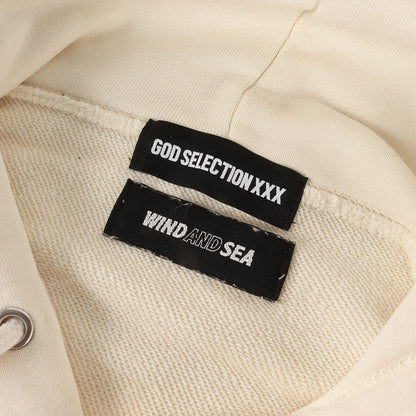 GOD SELECTION XXX
WIND AND SEA